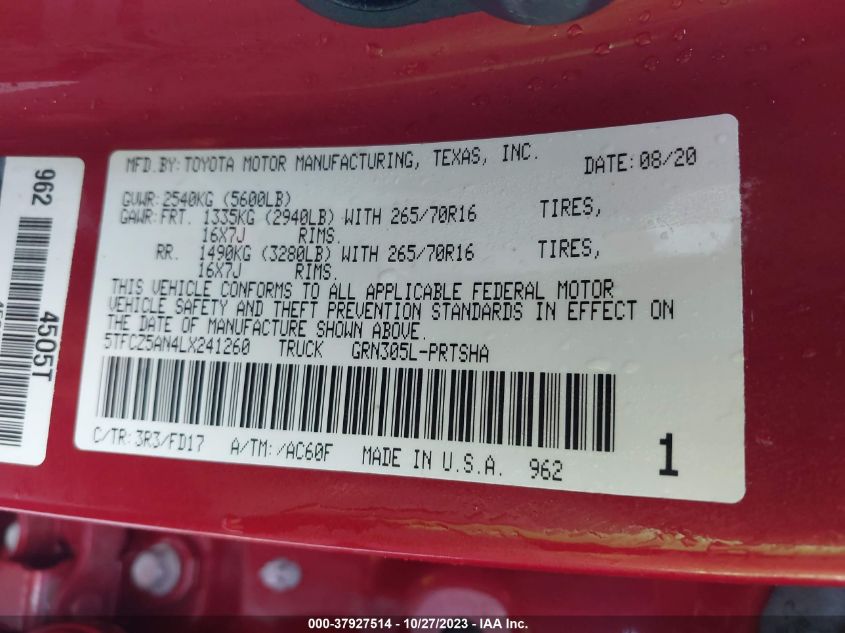 MFD.BY:TOYOTA MOTOR MANUFACTURING, TEXAS, INC. DATE:08/20
GVWR:2540KG (5600LB)
GAWR:FRT. 1335KG (2940LB) WITH 265/70R16 TIRES,
16X7J RIMS.
RR. 1490KG (3280LB) WITH 265/70R16 TIRES,
16X7J RIMS.
THIS VEHICLE CONFORMS TO ALL APPLICABLE FEDERAL MOTOR
VEHICLE SAFETY AND THEFT PREVENTION STANDARDS IN EFFECT ON
THE DATE OF MANUFACTURE SHOWN ABOVE.
5TFCZ5AN4LX241260 TRUCK GRN305L-PRTSHA
C/TR:3R3/FD17 A/TM:/AC60F MADE IN U.S.A. 962 1
962
4505T
000-37927514 - 10/27/2023 - IAA Inc.